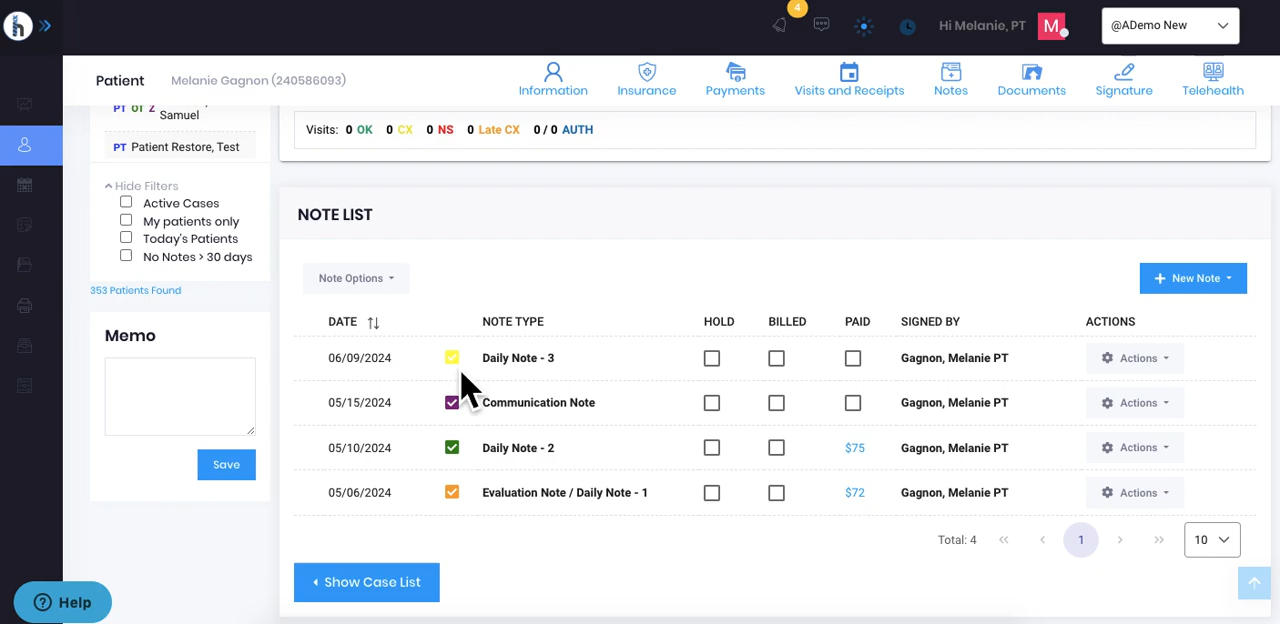 4
Hi Melanie, PT
M
@ADemo New
Patient
Melanie Gagnon (240586093)
Information
Insurance
Payments
Visits and Receipts
Notes
Documents
Signature
Telehealth
PT OT Z
Samuel
PT Patient Restore, Test
Hide Filters
Active Cases
My patients only
Today's Patients
No Notes > 30 days
353 Patients Found
Memo
Save
Visits: 0 OK 0 CX 0 NS 0 Late CX 0 / 0 AUTH
NOTE LIST
Note Options
+ New Note
DATE NOTE TYPE HOLD BILLED PAID SIGNED BY ACTIONS
06/09/2024 Daily Note - 3 Gagnon, Melanie PT Actions
05/15/2024 Communication Note Gagnon, Melanie PT Actions
05/10/2024 Daily Note - 2 $75 Gagnon, Melanie PT Actions
05/06/2024 Evaluation Note / Daily Note - 1 $72 Gagnon, Melanie PT Actions
Total: 4 « ‹ 1 › » 10
Show Case List
? Help